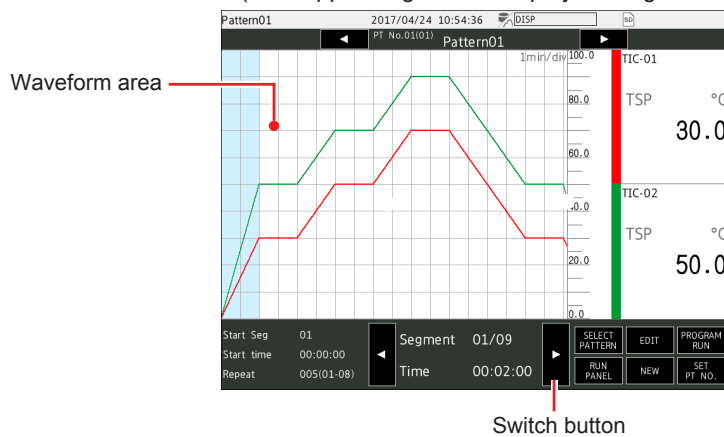 Pattern01 2017/04/24 10:54:36 DISP SD
PT No.01(01) Pattern01
1min/div 100.0 TIC-01
Waveform area
80.0 TSP °C
30.0
60.0
TIC-02
TSP °C
20.0
50.0
0.0
Start Seg 01
Start time 00:00:00
Repeat 005(01-08)
Segment 01/09
Time 00:02:00
SELECT PATTERN EDIT PROGRAM RUN
RUN PANEL NEW SET PT NO.
Switch button